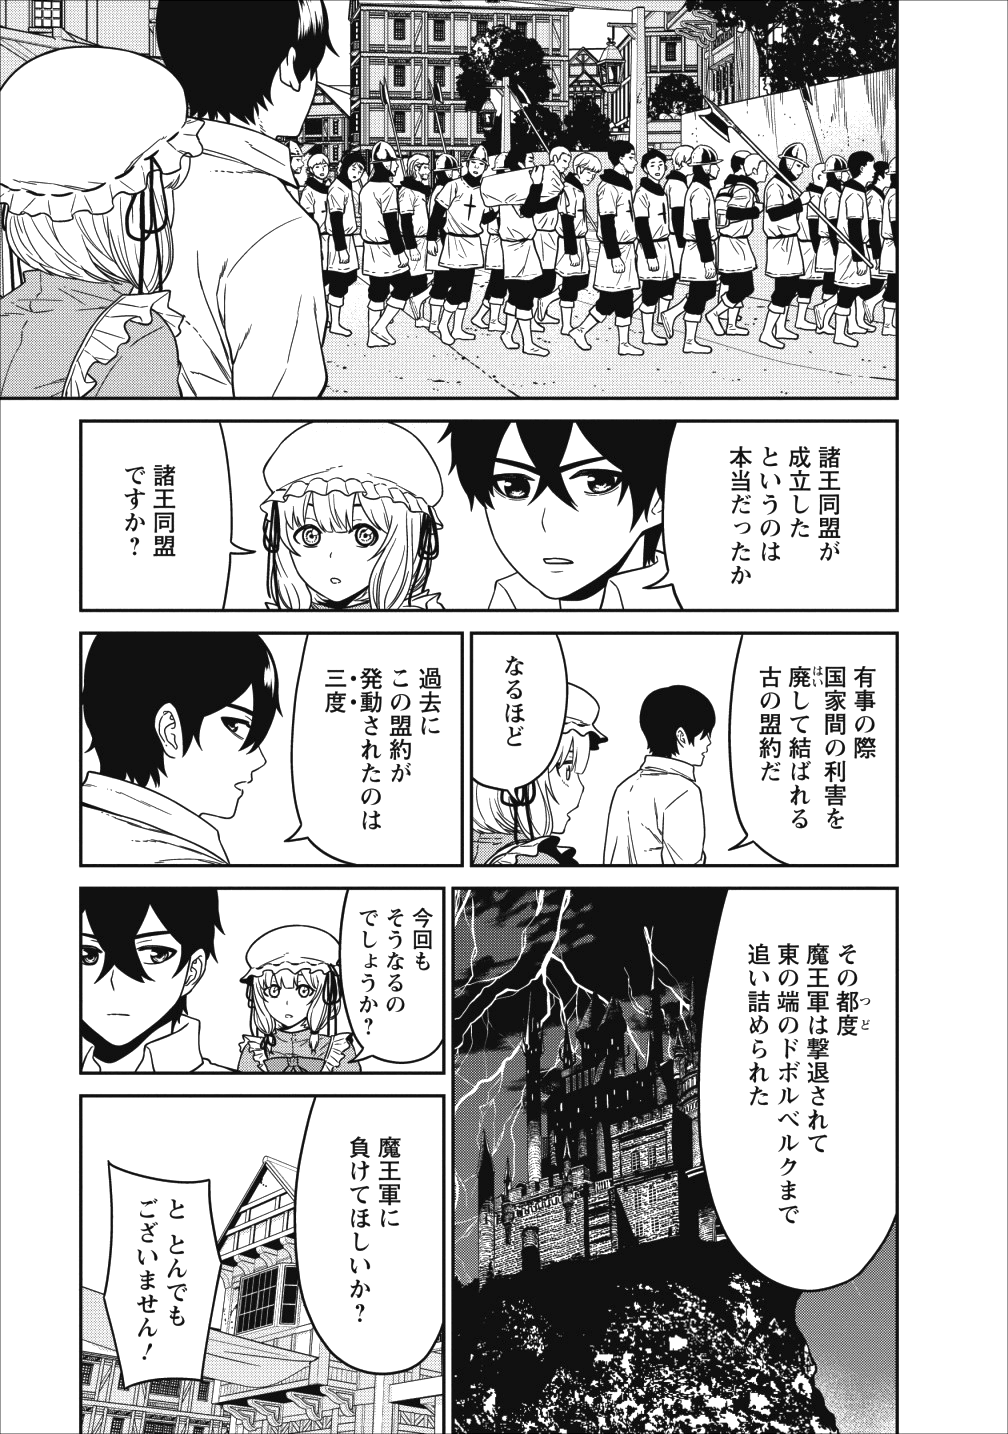 諸王同盟が
成立した
というのは
本当だったか
諸王同盟
ですか？
有事の際
国家間の利害を
廃して結ばれる
はい
古の盟約だ
なるほど
過去に
この盟約が
発動されたのは
三度
その都度
つど
魔王軍は撃退されて
東の端のドボルベルクまで
追い詰められた
今回も
そうなるの
でしょうか？
魔王軍に
負けてほしいか？
と とんでも
ございません！